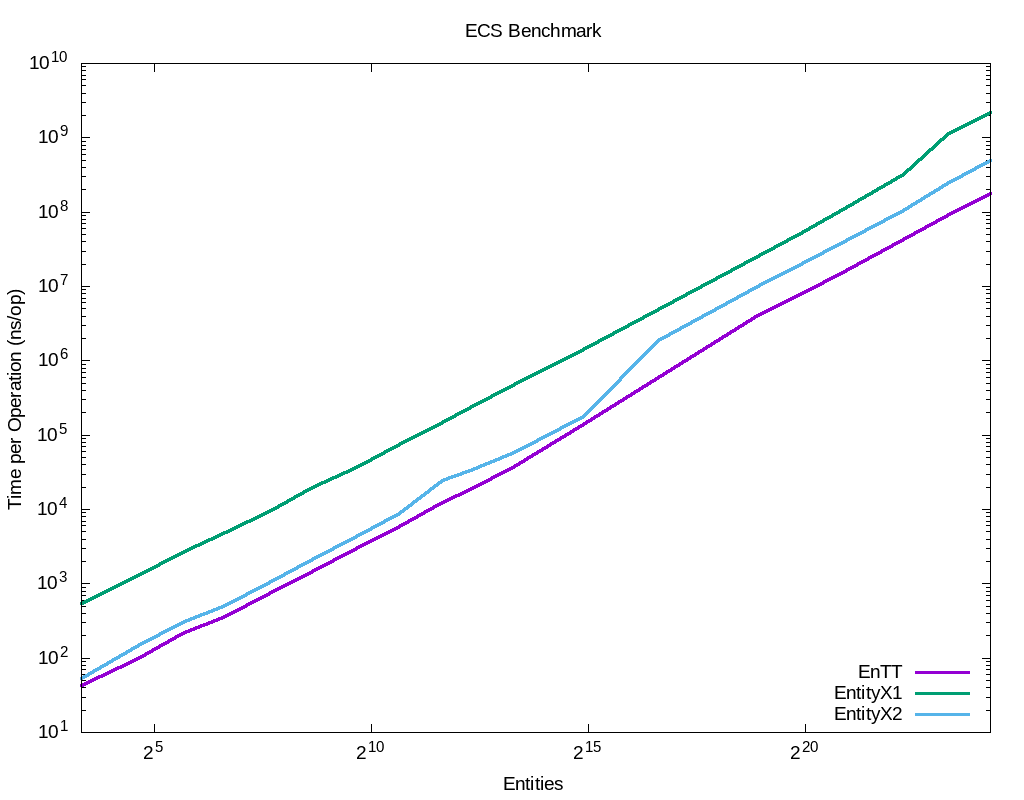 ECS Benchmark
10^10
10^9
10^8
10^7
10^6
10^5
10^4
10^3
10^2
10^1
Time per Operation (ns/op)
EnTT
EntityX1
EntityX2
2^5 2^10 2^15 2^20
Entities